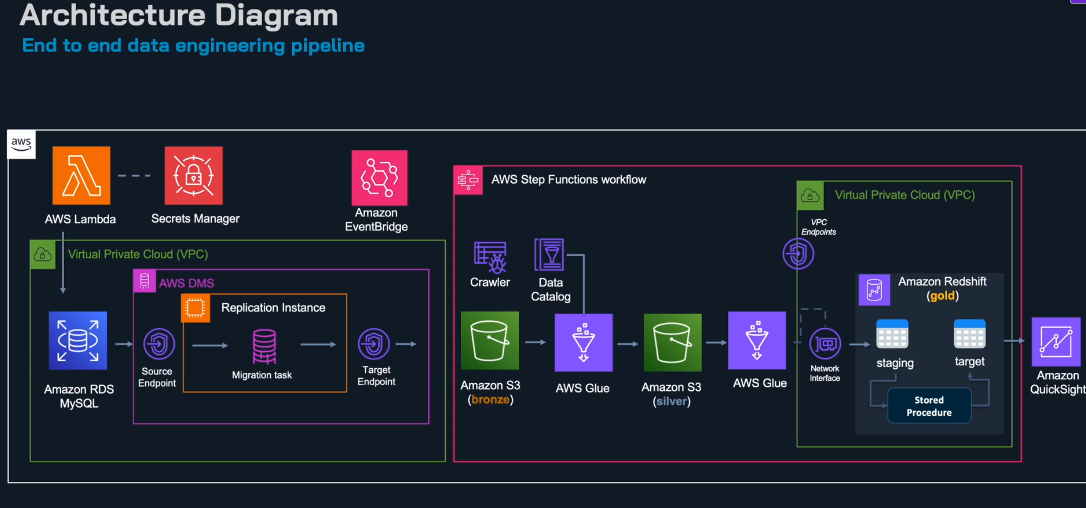 Architecture Diagram
End to end data engineering pipeline
aws
AWS Lambda
Secrets Manager
Amazon
EventBridge
Virtual Private Cloud (VPC)
AWS DMS
Replication Instance
Amazon RDS
MySQL
Source
Endpoint
Migration task
Target
Endpoint
AWS Step Functions workflow
Crawler
Data
Catalog
Amazon S3
(bronze)
AWS Glue
Amazon S3
(silver)
AWS Glue
Virtual Private Cloud (VPC)
VPC
Endpoints
Network
Interface
Amazon Redshift
(gold)
staging
target
Stored
Procedure
Amazon
QuickSight